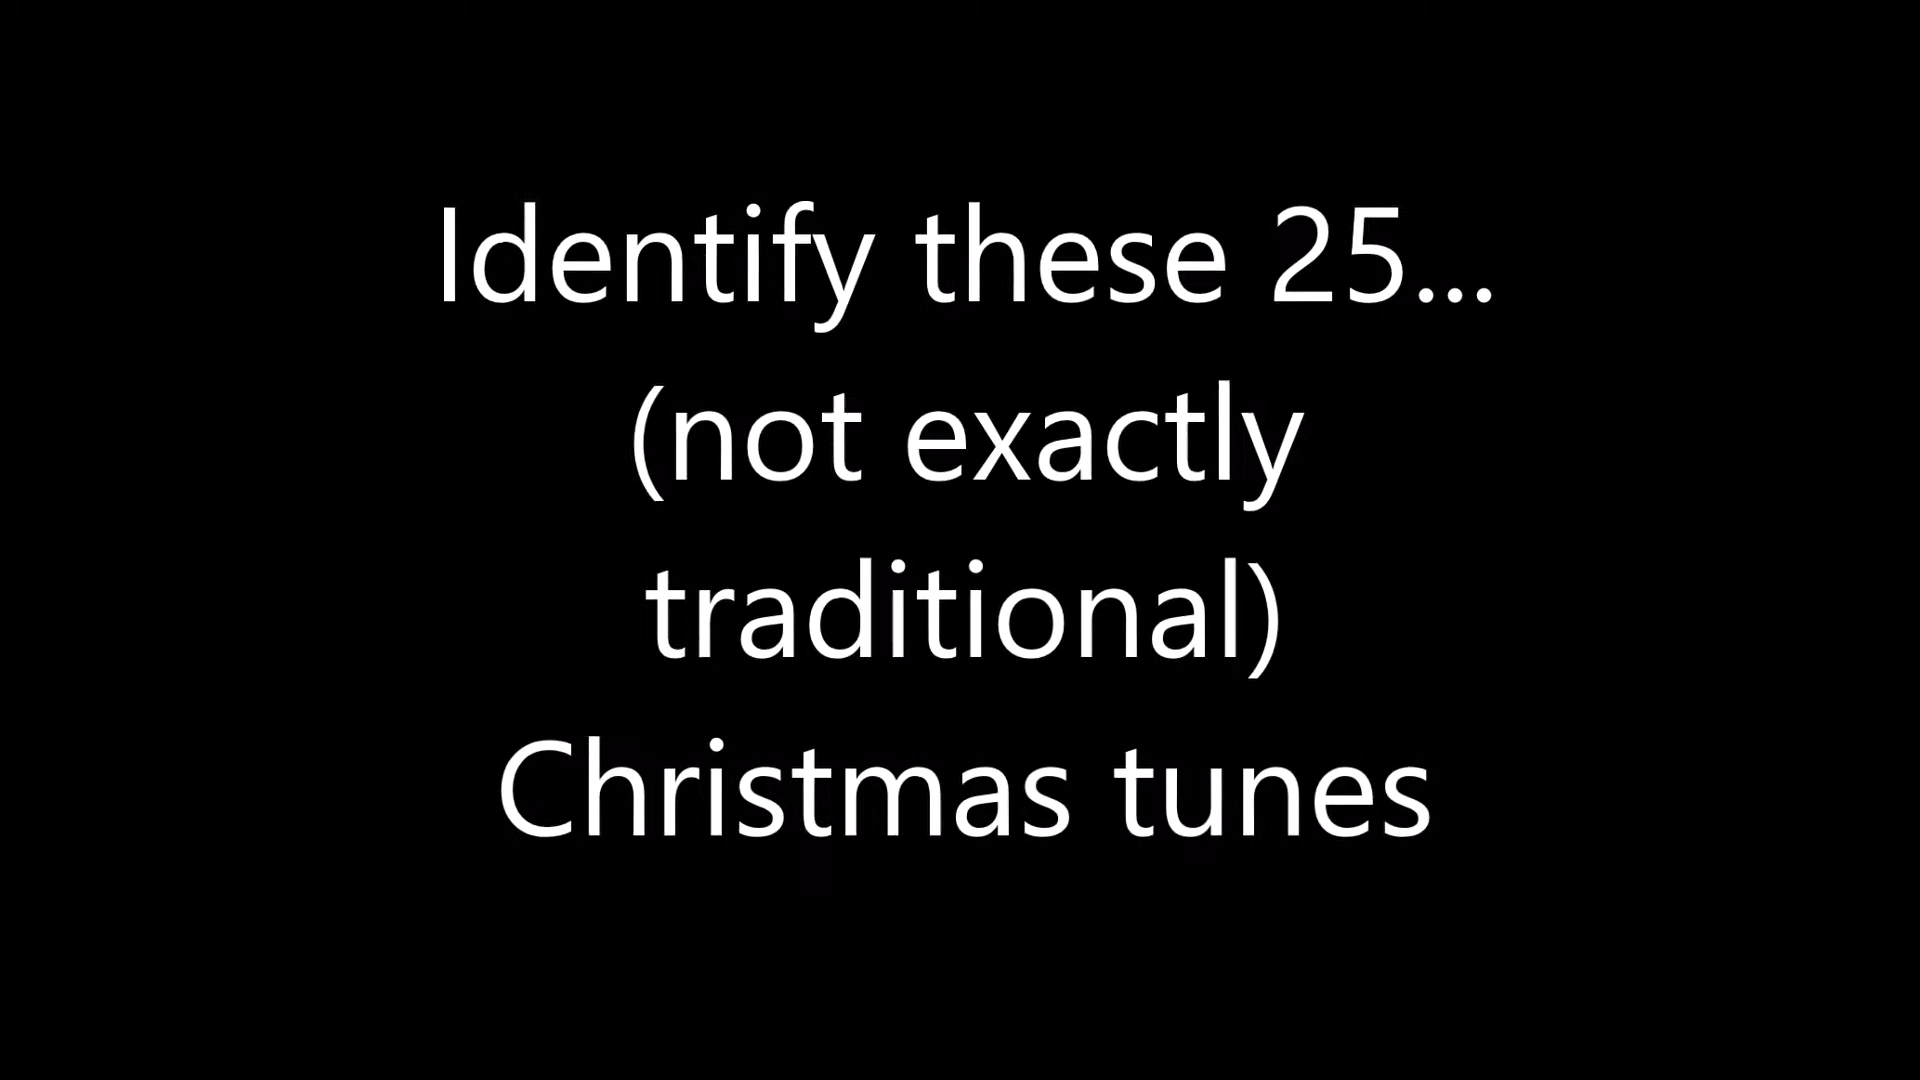 Identify these 25...
(not exactly
traditional)
Christmas tunes